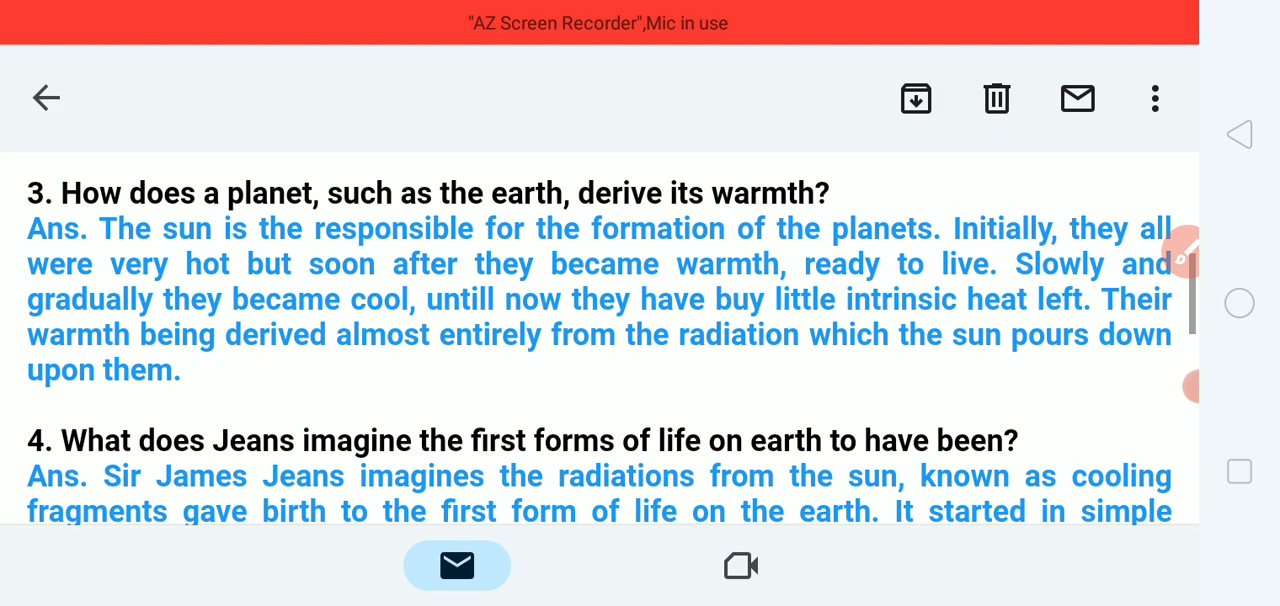 "AZ Screen Recorder",Mic in use
3. How does a planet, such as the earth, derive its warmth?
Ans. The sun is the responsible for the formation of the planets. Initially, they all
were very hot but soon after they became warmth, ready to live. Slowly and
gradually they became cool, untill now they have buy little intrinsic heat left. Their
warmth being derived almost entirely from the radiation which the sun pours down
upon them.
4. What does Jeans imagine the first forms of life on earth to have been?
Ans. Sir James Jeans imagines the radiations from the sun, known as cooling
fragments gave birth to the first form of life on the earth. It started in simple